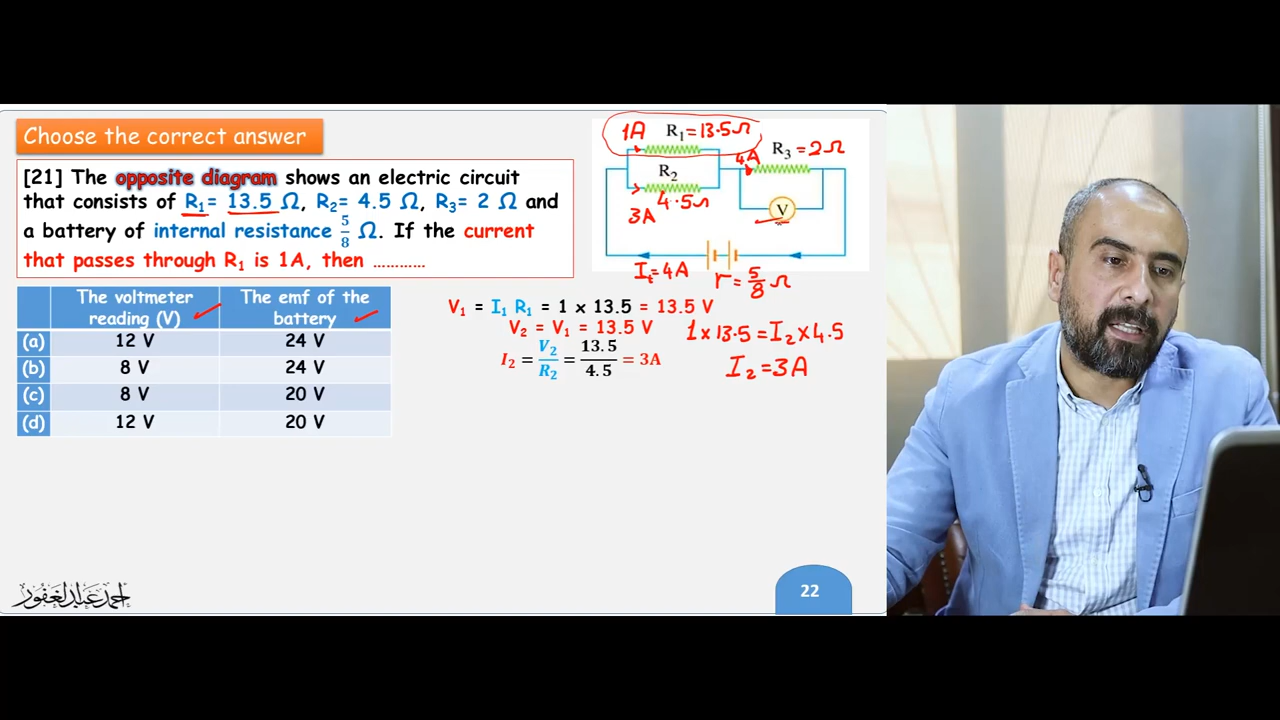 Choose the correct answer
[21] The opposite diagram shows an electric circuit
that consists of R₁= 13.5 Ω, R₂= 4.5 Ω, R₃= 2 Ω and
a battery of internal resistance 5/8 Ω. If the current
that passes through R₁ is 1A, then …………
The voltmeter reading (V) The emf of the battery
(a) 12 V 24 V
(b) 8 V 24 V
(c) 8 V 20 V
(d) 12 V 20 V
1A R₁=13.5Ω
R₂
4.5Ω
3A
4A R₃=2Ω
V
Iₜ=4A r=5/8 Ω
V₁ = I₁ R₁ = 1 × 13.5 = 13.5 V
V₂ = V₁ = 13.5 V
I₂ = V₂/R₂ = 13.5/4.5 = 3A
1×13.5=I₂×4.5
I₂=3A
احمد عبد الغفور
22